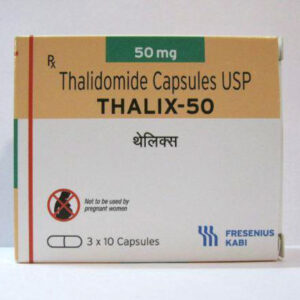 50 mg
Rx
Thalidomide Capsules USP
THALIX-50
थेलिक्स
Not to be used by
pregnant women
3 x 10 Capsules
FRESENIUS
KABI